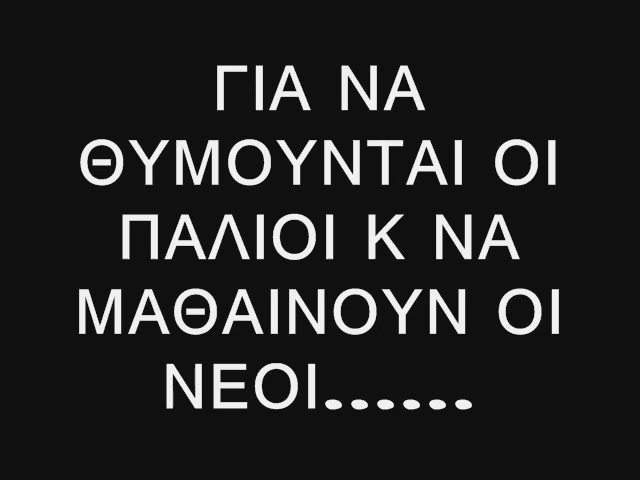 ΓΙΑ ΝΑ
ΘΥΜΟΥΝΤΑΙ ΟΙ
ΠΑΛΙΟΙ Κ ΝΑ
ΜΑΘΑΙΝΟΥΝ ΟΙ
ΝΕΟΙ......